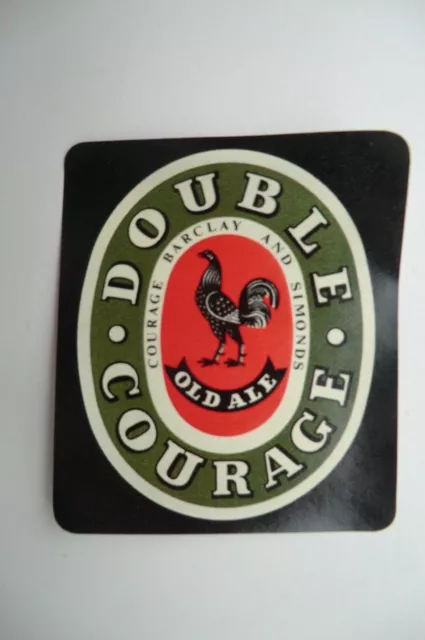 DOUBLE
COURAGE BARCLAY AND SIMONDS
OLD ALE
COURAGE